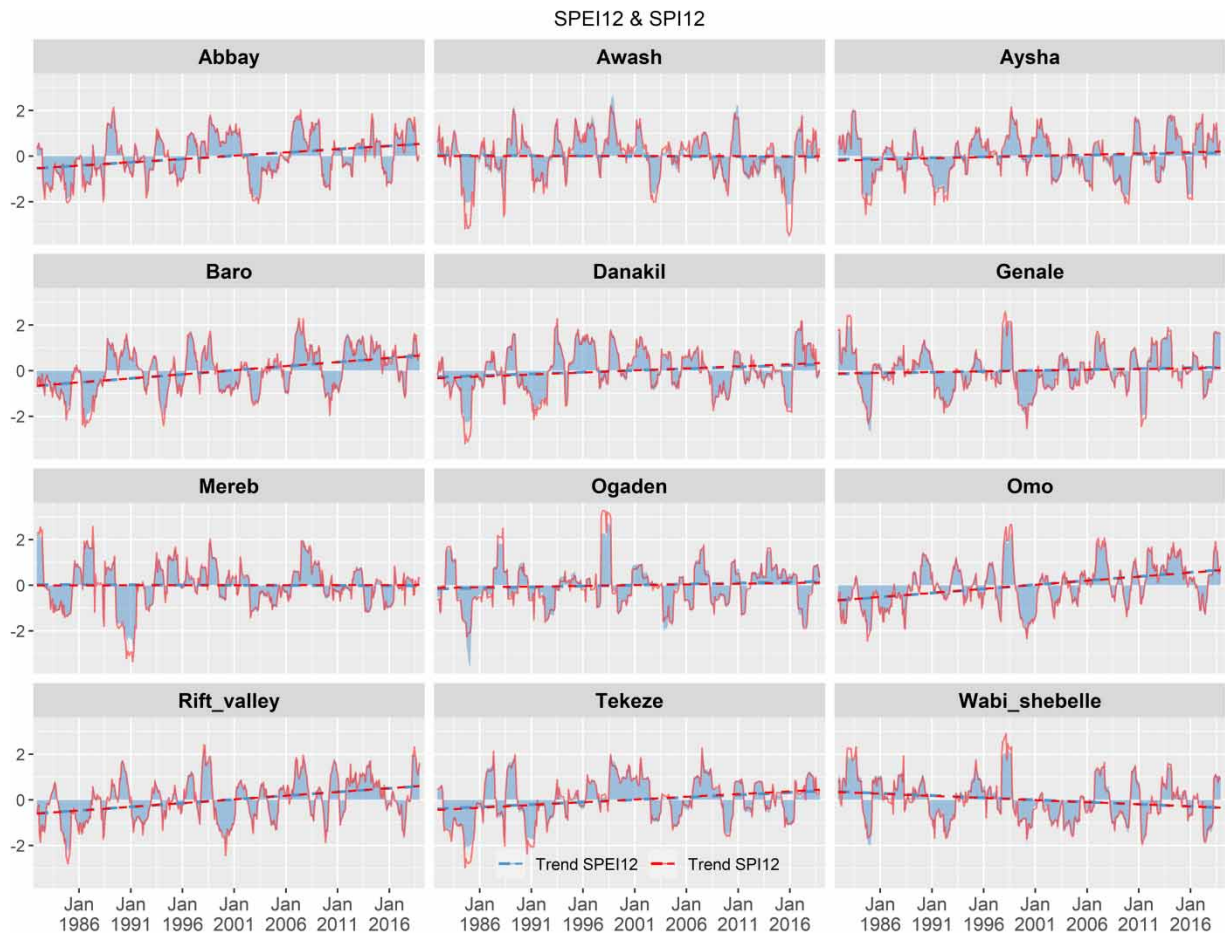 SPEI12 & SPI12
Abbay Awash Aysha
2
0
-2
Baro Danakil Genale
2
0
-2
Mereb Ogaden Omo
2
0
-2
Rift_valley Tekeze Wabi_shebelle
2
0
-2
Trend SPEI12 Trend SPI12
Jan Jan Jan Jan Jan Jan Jan Jan Jan Jan Jan Jan Jan Jan Jan Jan Jan Jan Jan Jan Jan
1986 1991 1996 2001 2006 2011 2016 1986 1991 1996 2001 2006 2011 2016 1986 1991 1996 2001 2006 2011 2016